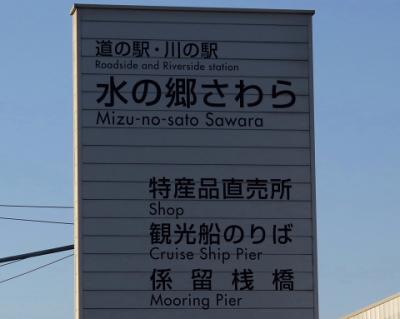 道の駅・川の駅
Roadside and Riverside station
水の郷さわら
Mizu-no-sato Sawara
特産品直売所
Shop
観光船のりば
Cruise Ship Pier
係留桟橋
Mooring Pier